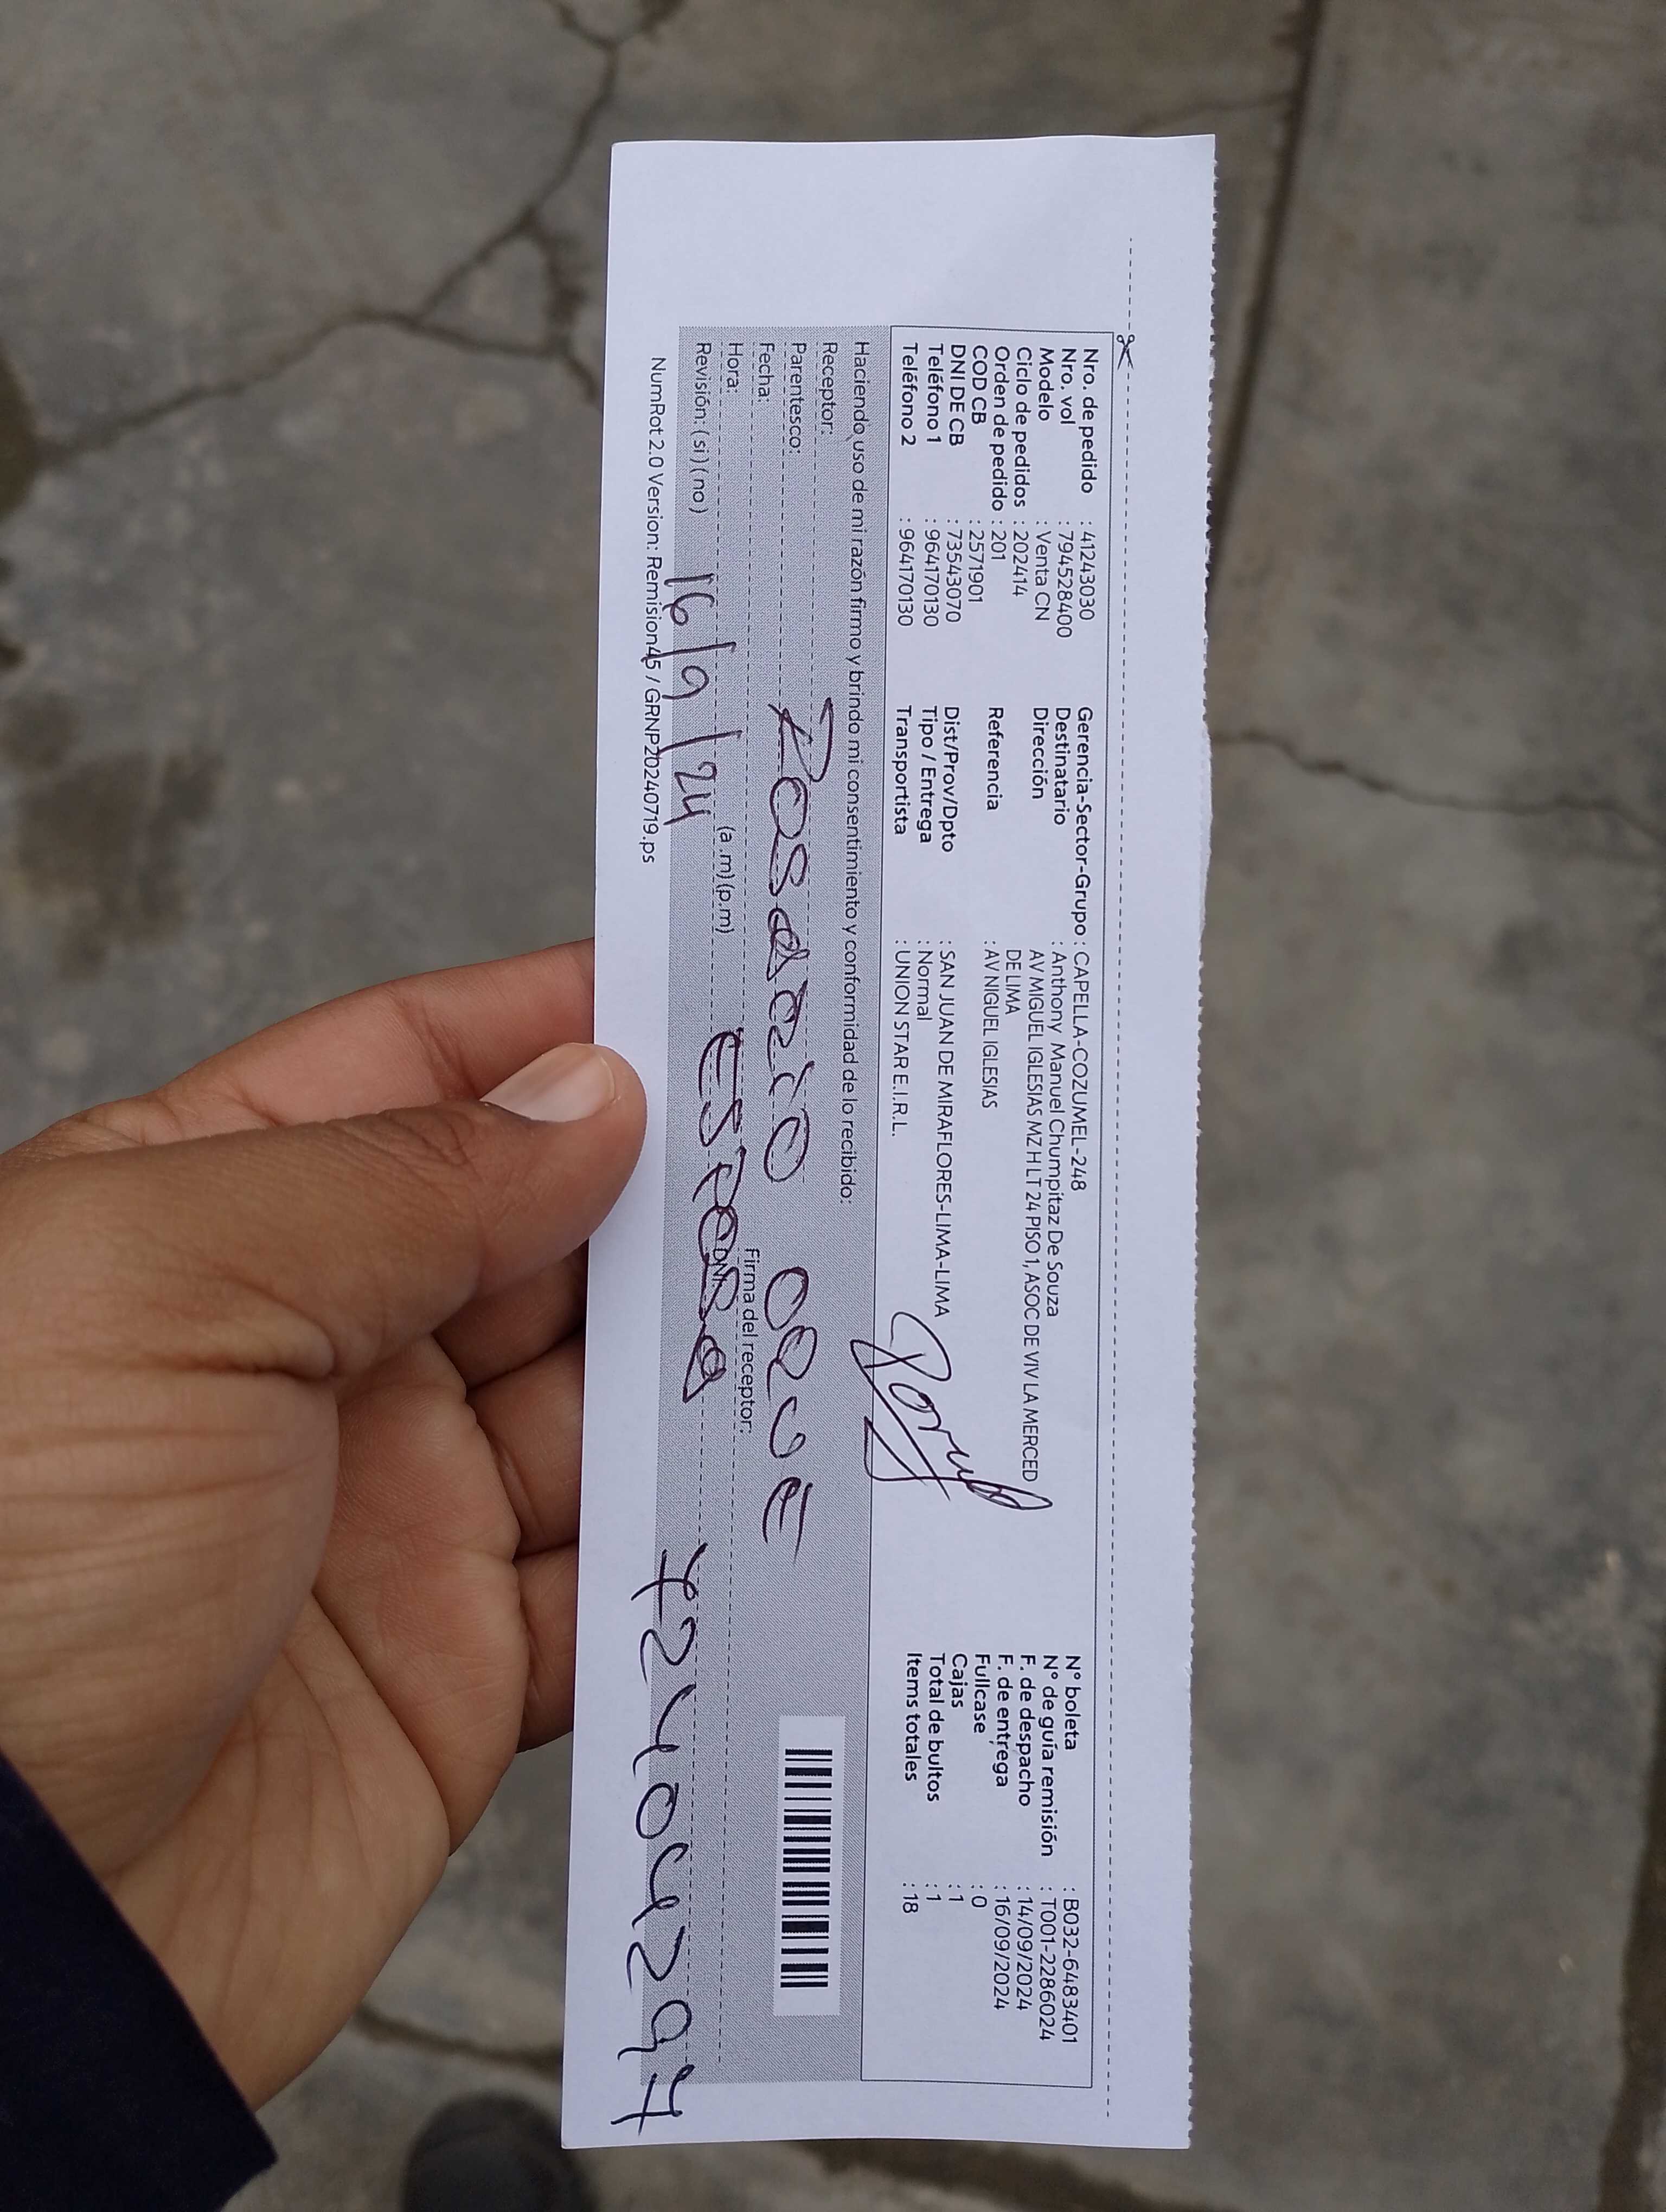 Nro. de pedido : 41243030
Nro. vol : 794528400
Modelo : Venta CN
Ciclo de pedidos : 202414
Orden de pedido : 201
COD CB : 2571901
DNI DE CB : 73543070
Teléfono 1 : 964170130
Teléfono 2 : 964170130
Gerencia-Sector-Grupo : CAPELLA-COZUMEL-248
Destinatario : Anthony Manuel Chumpitaz De Souza
Dirección AV MIGUEL IGLESIAS MZ H LT 24 PISO 1, ASOC DE VIV LA MERCED
DE LIMA
Referencia : AV NIGUEL IGLESIAS
Dist/Prov/Dpto : SAN JUAN DE MIRAFLORES-LIMA-LIMA
Tipo / Entrega : Normal
Transportista : UNION STAR E.I.R.L.
N° boleta : B032-6483401
N° de guía remisión : T001-2286024
F. de despacho : 14/09/2024
F. de entrega : 16/09/2024
Fullcase : 0
Cajas : 1
Total de bultos : 1
Items totales : 18
Haciendo uso de mi razón firmo y brindo mi consentimiento y conformidad de lo recibido:
Receptor:
Parentesco:
Fecha:
Hora: (a.m)(p.m)
Revisión: (si) (no)
Firma del receptor:
DNI:
ORUE
16/9/24
NumRot 2.0 Version: Remision45 / GRNP20240719.ps